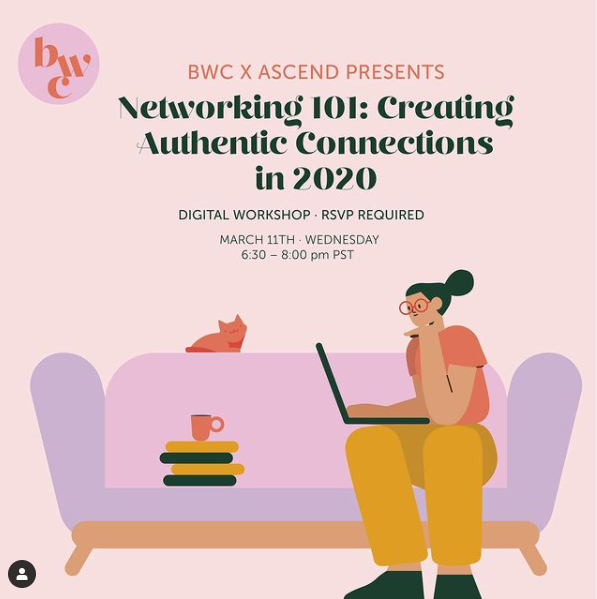 bwc
BWC X ASCEND PRESENTS
Networking 101: Creating
Authentic Connections
in 2020
DIGITAL WORKSHOP · RSVP REQUIRED
MARCH 11TH · WEDNESDAY
6:30 – 8:00 pm PST